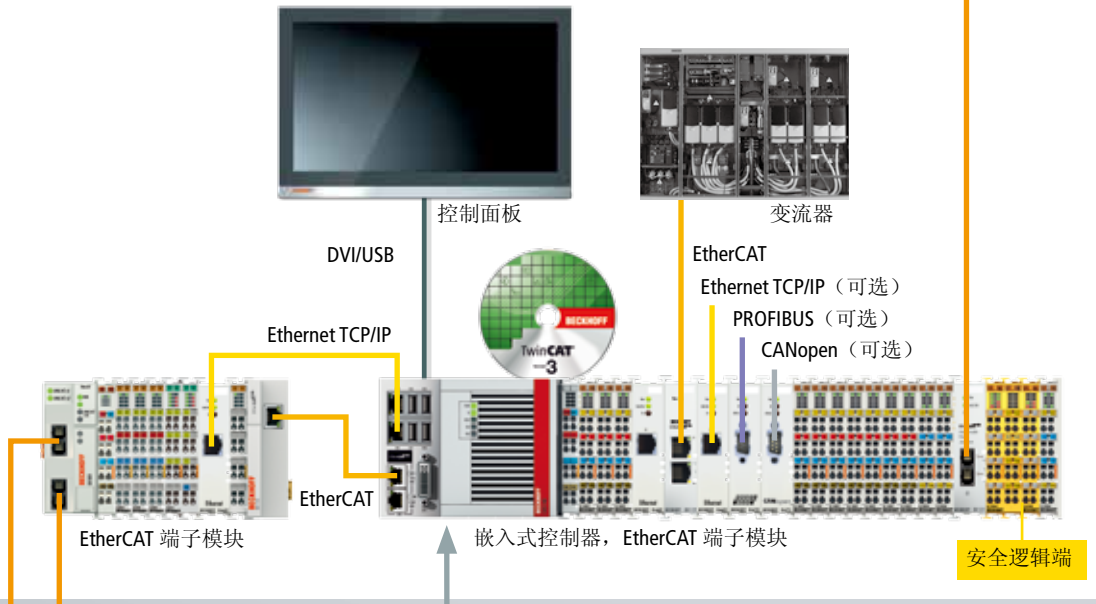 控制面板
变流器
DVI/USB
EtherCAT
Ethernet TCP/IP（可选）
PROFIBUS（可选）
CANopen（可选）
Ethernet TCP/IP
BECKHOFF
TwinCAT
3
EtherCAT
EtherCAT 端子模块
嵌入式控制器，EtherCAT 端子模块
安全逻辑端